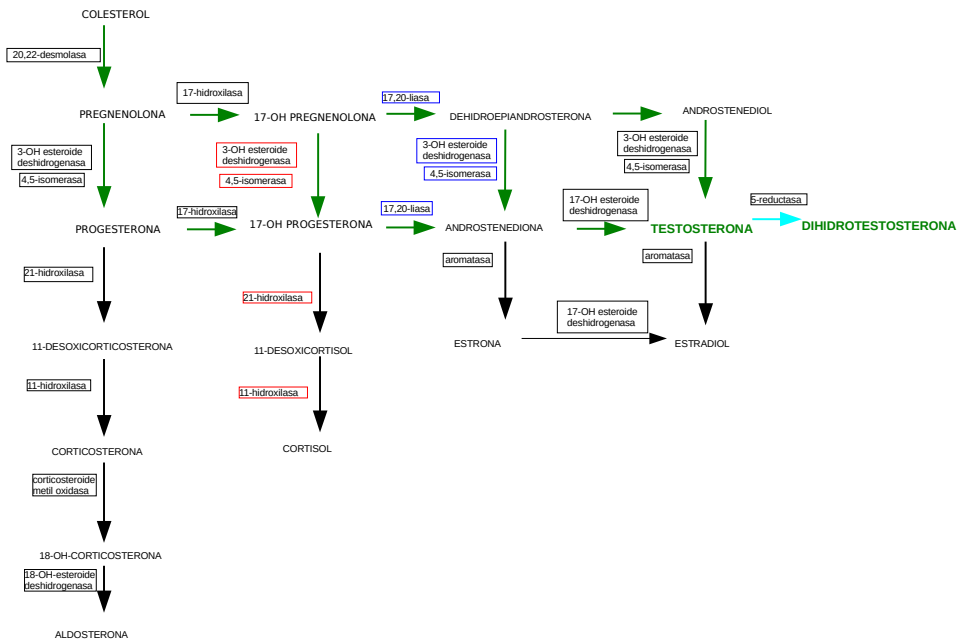 COLESTEROL
20,22-desmolasa
17-hidroxilasa
17,20-liasa
PREGNENOLONA
17-OH PREGNENOLONA
DEHIDROEPIANDROSTERONA
ANDROSTENEDIOL
3-OH esteroide
deshidrogenasa
4,5-isomerasa
3-OH esteroide
deshidrogenasa
4,5-isomerasa
3-OH esteroide
deshidrogenasa
4,5-isomerasa
3-OH esteroide
deshidrogenasa
4,5-isomerasa
17-hidroxilasa
17,20-liasa
17-OH esteroide
deshidrogenasa
5-reductasa
PROGESTERONA
17-OH PROGESTERONA
ANDROSTENEDIONA
TESTOSTERONA
DIHIDROTESTOSTERONA
21-hidroxilasa
21-hidroxilasa
aromatasa
aromatasa
17-OH esteroide
deshidrogenasa
11-DESOXICORTICOSTERONA
11-DESOXICORTISOL
ESTRONA
ESTRADIOL
11-hidroxilasa
11-hidroxilasa
CORTICOSTERONA
CORTISOL
corticosteroide
metil oxidasa
18-OH-CORTICOSTERONA
18-OH-esteroide
deshidrogenasa
ALDOSTERONA